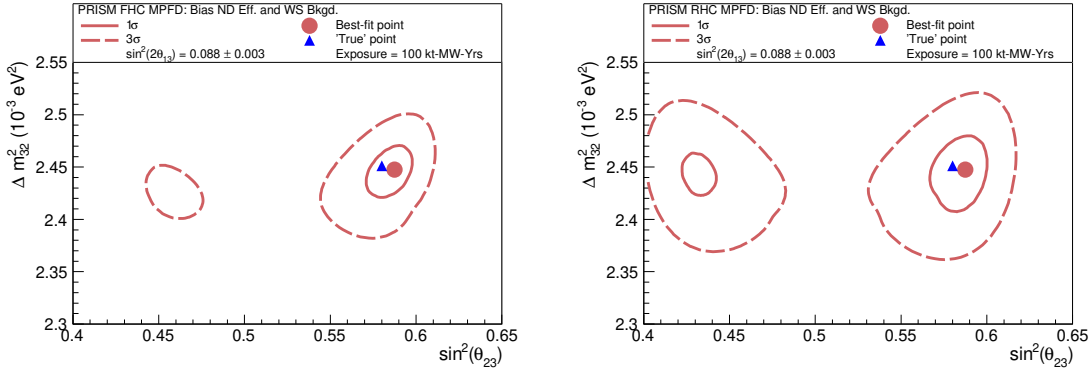 PRISM FHC MPFD: Bias ND Eff. and WS Bkgd.
1σ
Best-fit point
3σ
'True' point
sin²(2θ₁₃) = 0.088 ± 0.003
Exposure = 100 kt-MW-Yrs
Δ m²₃₂ (10⁻³ eV²)
2.55
2.5
2.45
2.4
2.35
2.3
0.4
0.45
0.5
0.55
0.6
0.65
sin²(θ₂₃)
PRISM RHC MPFD: Bias ND Eff. and WS Bkgd.
1σ
Best-fit point
3σ
'True' point
sin²(2θ₁₃) = 0.088 ± 0.003
Exposure = 100 kt-MW-Yrs
Δ m²₃₂ (10⁻³ eV²)
2.55
2.5
2.45
2.4
2.35
2.3
0.4
0.45
0.5
0.55
0.6
0.65
sin²(θ₂₃)